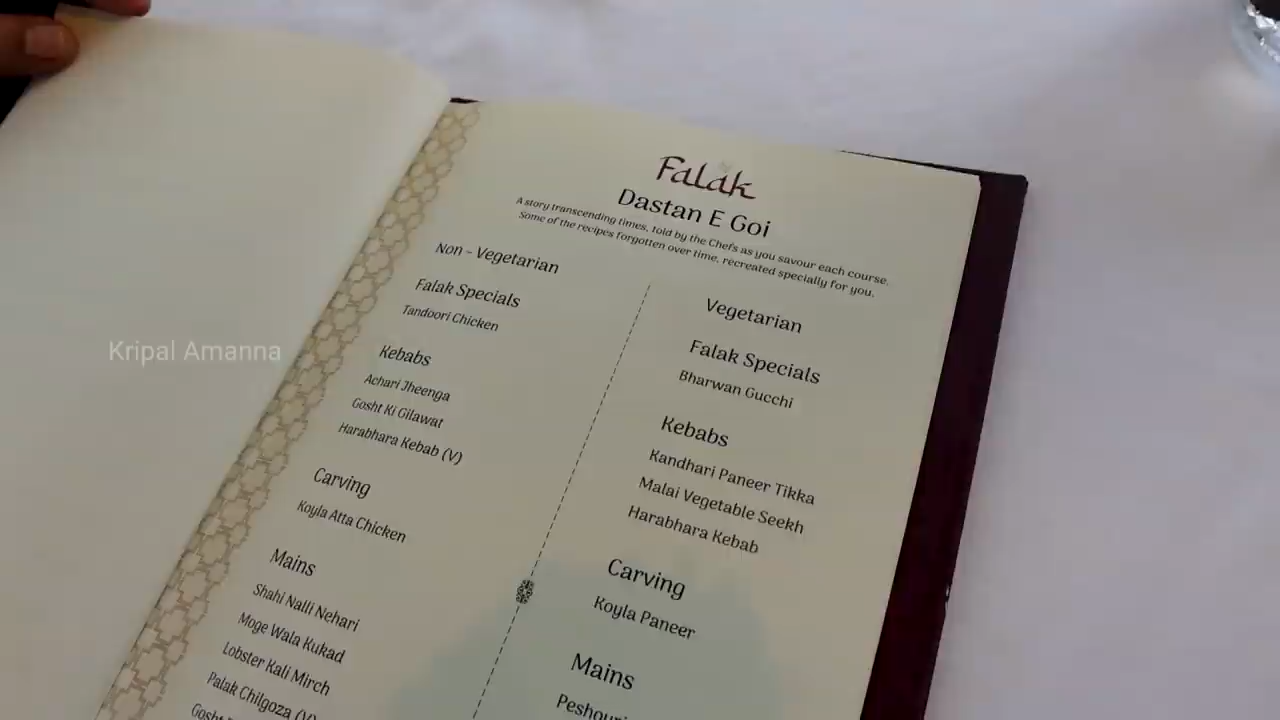 Falak
Dastan E Goi
A story transcending times, told by the Chefs as you savour each course.
Some of the recipes forgotten over time, recreated specially for you.
Non - Vegetarian
Falak Specials
Tandoori Chicken
Kebabs
Achari Jheenga
Gosht Ki Gilawat
Harabhara Kebab (V)
Carving
Koyla Atta Chicken
Mains
Shahi Nalli Nehari
Moge Wala Kukad
Lobster Kali Mirch
Palak Chilgoza (V)
Gosht
Vegetarian
Falak Specials
Bharwan Gucchi
Kebabs
Kandhari Paneer Tikka
Malai Vegetable Seekh
Harabhara Kebab
Carving
Koyla Paneer
Mains
Kripal Amanna